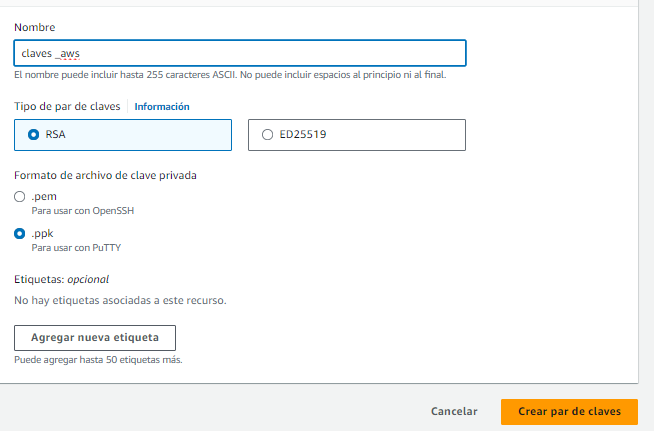 Nombre
claves _aws
El nombre puede incluir hasta 255 caracteres ASCII. No puede incluir espacios al principio ni al final.
Tipo de par de claves Información
RSA ED25519
Formato de archivo de clave privada
.pem
Para usar con OpenSSH
.ppk
Para usar con PuTTY
Etiquetas: opcional
No hay etiquetas asociadas a este recurso.
Agregar nueva etiqueta
Puede agregar hasta 50 etiquetas más.
Cancelar Crear par de claves